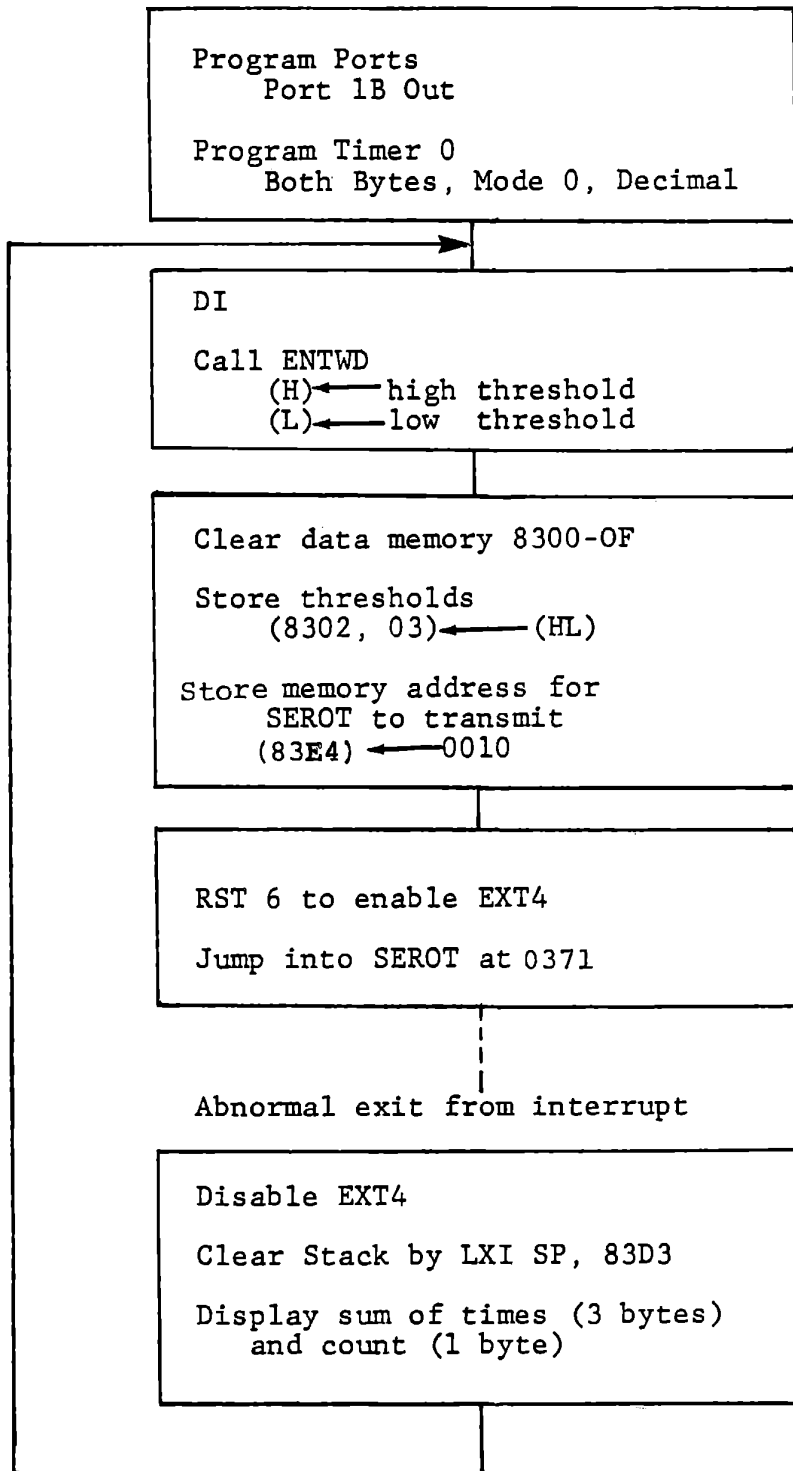 Program Ports
Port 1B Out
Program Timer 0
Both Bytes, Mode 0, Decimal
DI
Call ENTWD
(H)←high threshold
(L)←low threshold
Clear data memory 8300-OF
Store thresholds
(8302, 03)←(HL)
Store memory address for
SEROT to transmit
(83E4)←0010
RST 6 to enable EXT4
Jump into SEROT at 0371
Abnormal exit from interrupt
Disable EXT4
Clear Stack by LXI SP, 83D3
Display sum of times (3 bytes)
and count (1 byte)